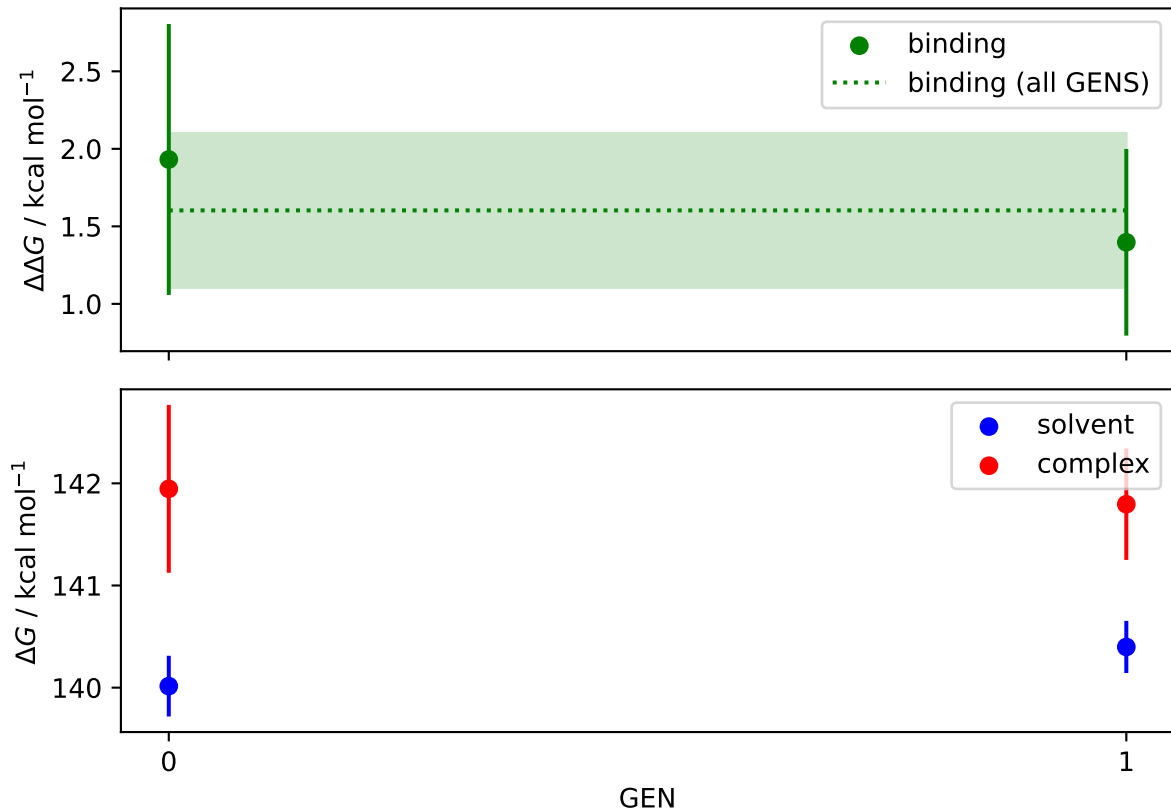 binding
binding (all GENS)
2.5
2.0
1.5
1.0
ΔΔG / kcal mol⁻¹
solvent
complex
142
141
140
ΔG / kcal mol⁻¹
0
1
GEN